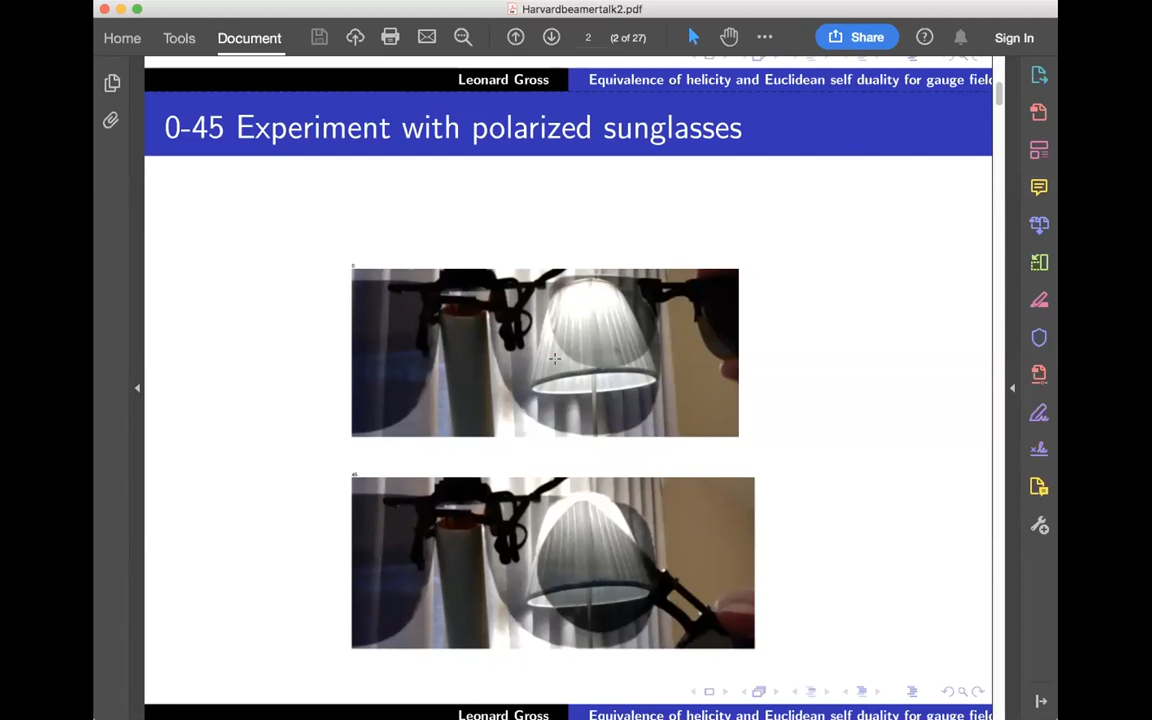 Harvardbeamertalk2.pdf
Home
Tools
Document
2
(2 of 27)
Share
Sign In
Leonard Gross
Equivalence of helicity and Euclidean self duality for gauge field
0-45 Experiment with polarized sunglasses
0
45
Leonard Gross
Equivalence of helicity and Euclidean self duality for gauge field